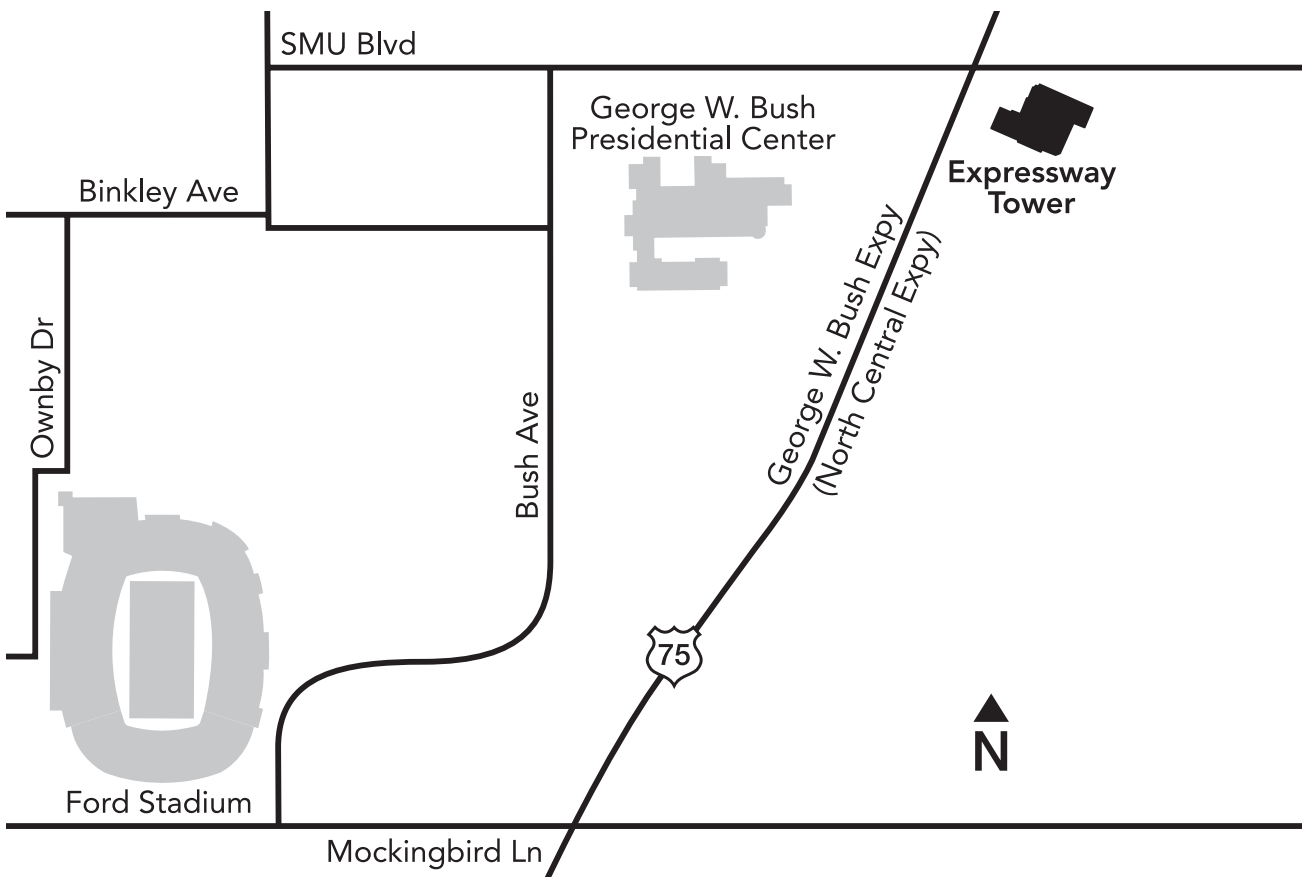 SMU Blvd
George W. Bush
Presidential Center
Expressway
Tower
Binkley Ave
George W. Bush Expy
(North Central Expy)
Ownby Dr
Bush Ave
75
N
Ford Stadium
Mockingbird Ln